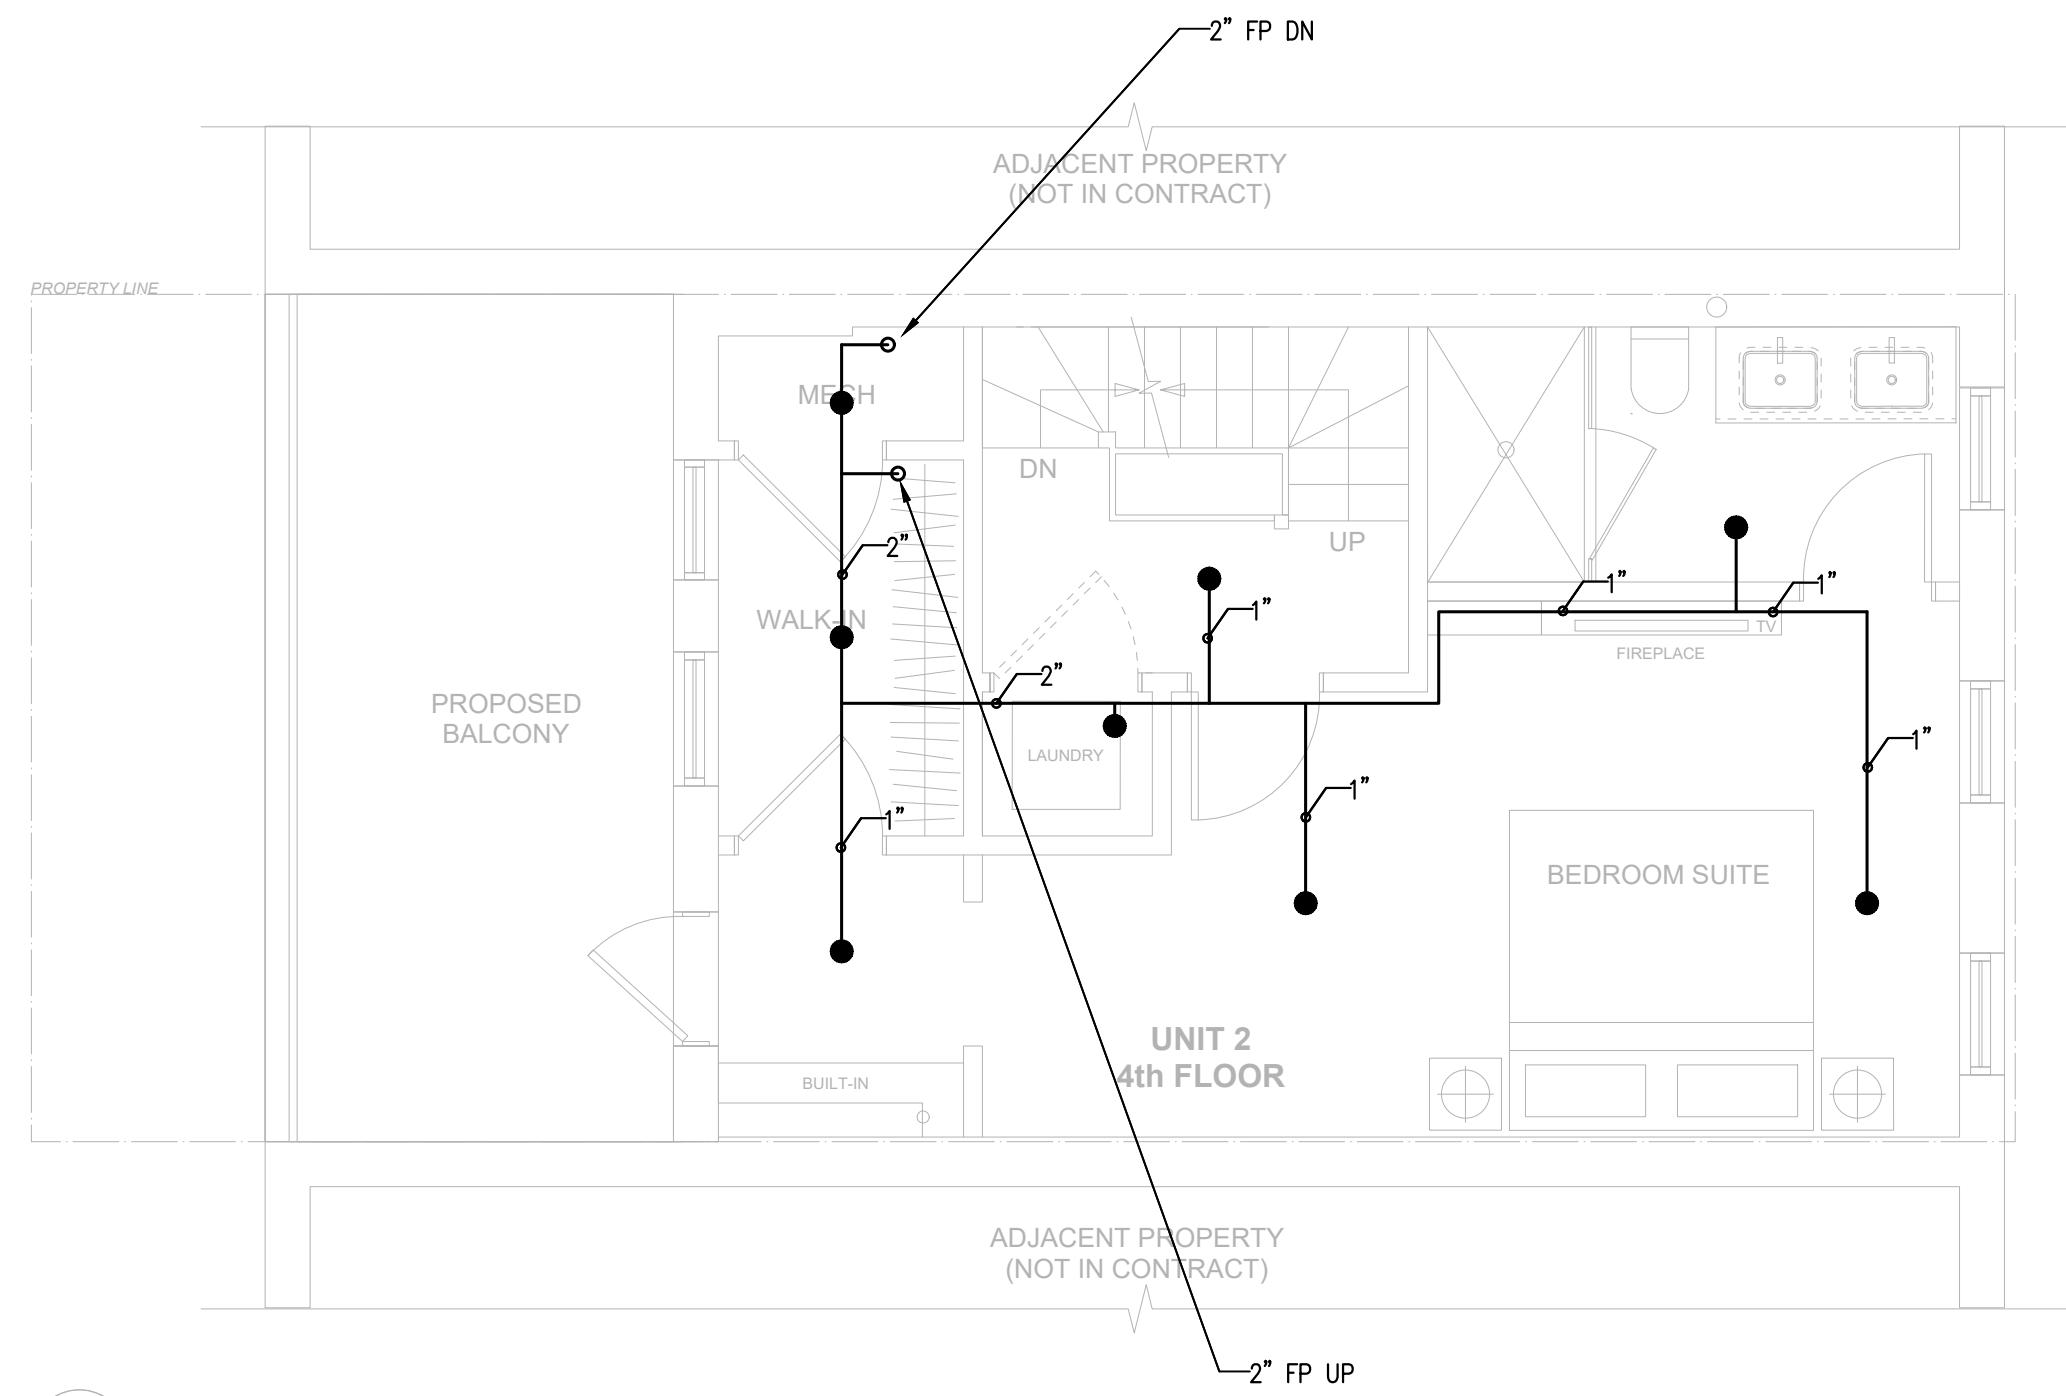 2" FP DN
ADJACENT PROPERTY
(NOT IN CONTRACT)
PROPERTY LINE
MECH
DN
UP
2"
1"
1"
1"
WALK-IN
TV
FIREPLACE
2"
PROPOSED
BALCONY
LAUNDRY
1"
1"
1"
BEDROOM SUITE
UNIT 2
4th FLOOR
BUILT-IN
ADJACENT PROPERTY
(NOT IN CONTRACT)
2" FP UP